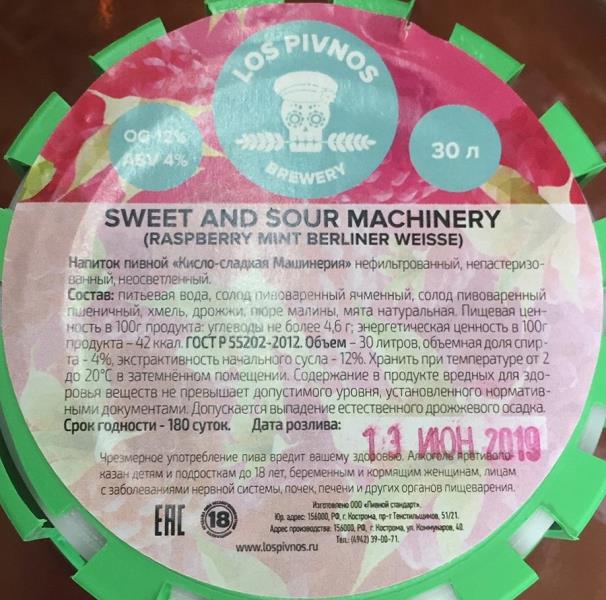 LOS PIVNOS
BREWERY
OG 12%
ABV 4%
30 л
SWEET AND SOUR MACHINERY
(RASPBERRY MINT BERLINER WEISSE)
Напиток пивной «Кисло-сладкая Машинерия» нефильтрованный, непастеризо-
ванный, неосветленный.
Состав: питьевая вода, солод пивоваренный ячменный, солод пивоваренный
пшеничный, хмель, дрожжи, пюре малины, мята натуральная. Пищевая цен-
ность в 100г продукта: углеводы не более 4,6 г; энергетическая ценность в 100г
продукта – 42 ккал. ГОСТ Р 55202-2012. Объем – 30 литров, объемная доля спир-
та - 4%, экстрактивность начального сусла - 12%. Хранить при температуре от 2
до 20°С в затемнённом помещении. Содержание в продукте вредных для здо-
ровья веществ не превышает допустимого уровня, установленного норматив-
ными документами. Допускается выпадение естественного дрожжевого осадка.
Срок годности - 180 суток. Дата розлива:
13 ИЮН 2019
Чрезмерное употребление пива вредит вашему здоровью. Алкоголь противопо-
казан детям и подросткам до 18 лет, беременным и кормящим женщинам, лицам
с заболеваниями нервной системы, почек, печени и других органов пищеварения.
EAC
18
Изготовлено ООО «Пивной стандарт».
Юр. адрес: 156000, РФ, г. Кострома, пр-т Текстильщиков, 51/21.
Адрес производства: 156000, РФ, г. Кострома, ул. Коммунаров, 40.
Тел.: (4942) 39-00-71.
www.lospivnos.ru